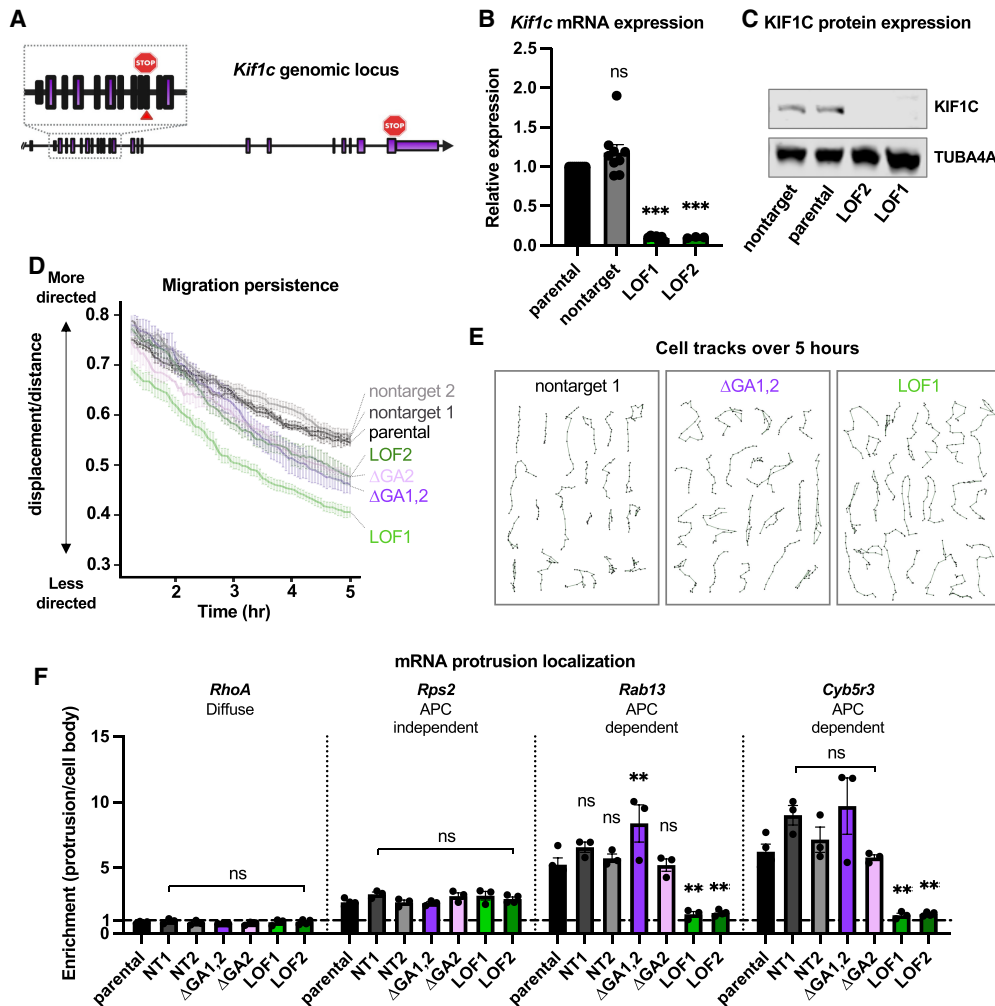 A
STOP
Kif1c genomic locus
STOP
B
Kif1c mRNA expression
Relative expression
2.5
2.0
1.5
1.0
0.5
0.0
ns
***
***
parental
nontarget
LOF1
LOF2
C
KIF1C protein expression
KIF1C
TUBA4A
nontarget
parental
LOF2
LOF1
D
Migration persistence
More
directed
displacement/distance
Less
directed
0.8
0.7
0.6
0.5
0.4
0.3
2
3
4
5
Time (hr)
nontarget 2
nontarget 1
parental
LOF2
ΔGA2
ΔGA1,2
LOF1
E
Cell tracks over 5 hours
nontarget 1
ΔGA1,2
LOF1
F
mRNA protrusion localization
RhoA
Diffuse
Rps2
APC
independent
Rab13
APC
dependent
Cyb5r3
APC
dependent
Enrichment (protrusion/cell body)
15
10
5
1
0
ns
ns
ns
ns
**
ns
**
**
ns
**
**
parental
NT1
NT2
ΔGA1,2
ΔGA2
LOF1
LOF2
parental
NT1
NT2
ΔGA1,2
ΔGA2
LOF1
LOF2
parental
NT1
NT2
ΔGA1,2
ΔGA2
LOF1
LOF2
parental
NT1
NT2
ΔGA1,2
ΔGA2
LOF1
LOF2